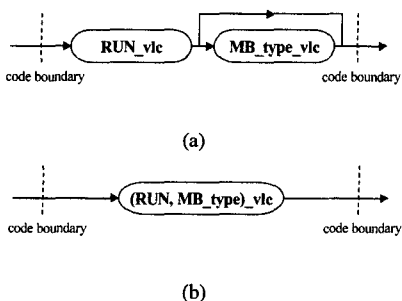 RUN_vlc MB_type_vlc
code boundary code boundary
(a)
(RUN, MB_type)_vlc
code boundary code boundary
(b)